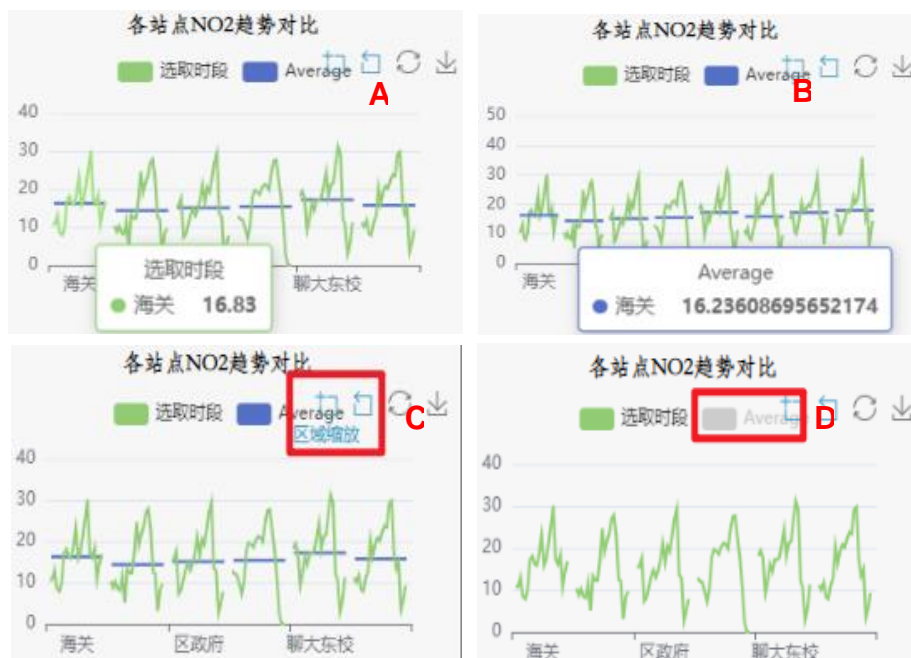 各站点NO2趋势对比
选取时段 Average
A
40
30
20
10
0
海关 聊大东校
选取时段
海关 16.83
各站点NO2趋势对比
选取时段 Average
B
50
40
30
20
10
0
海关
Average
海关 16.23608695652174
各站点NO2趋势对比
选取时段 Average
C
区域缩放
40
30
20
10
0
海关 区政府 聊大东校
各站点NO2趋势对比
选取时段 Average
D
40
30
20
10
0
海关 区政府 聊大东校